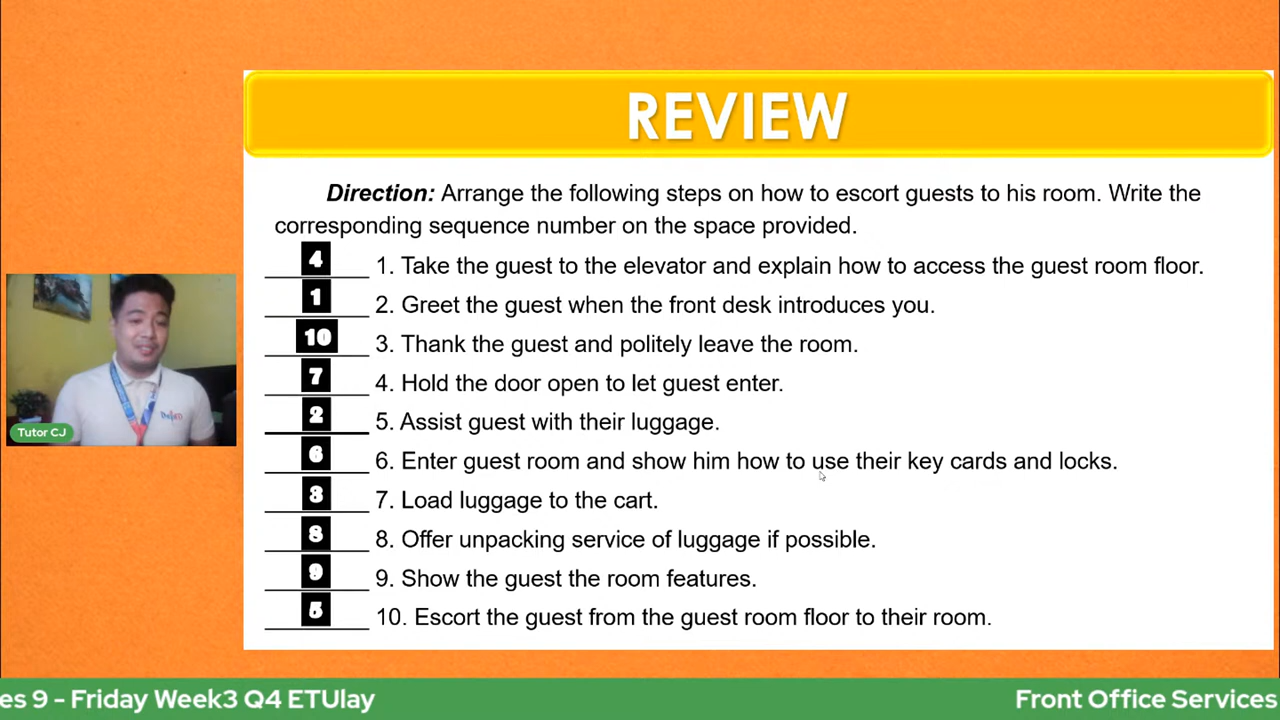 REVIEW
Direction: Arrange the following steps on how to escort guests to his room. Write the
corresponding sequence number on the space provided.
4 1. Take the guest to the elevator and explain how to access the guest room floor.
1 2. Greet the guest when the front desk introduces you.
10 3. Thank the guest and politely leave the room.
7 4. Hold the door open to let guest enter.
2 5. Assist guest with their luggage.
6 6. Enter guest room and show him how to use their key cards and locks.
3 7. Load luggage to the cart.
8 8. Offer unpacking service of luggage if possible.
9 9. Show the guest the room features.
5 10. Escort the guest from the guest room floor to their room.
Tutor CJ
es 9 - Friday Week3 Q4 ETUlay
Front Office Services